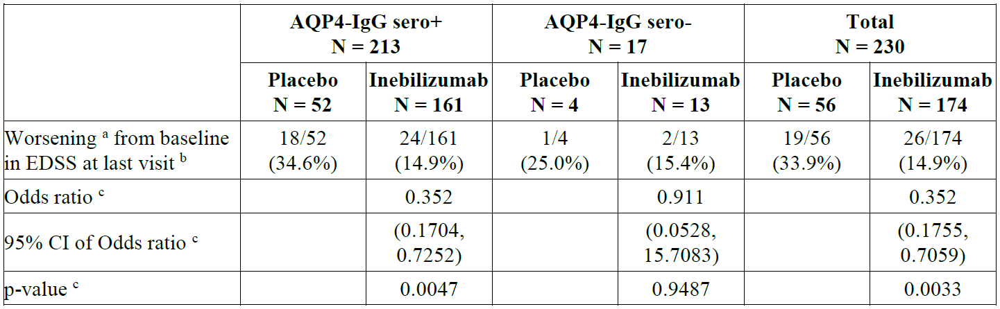 AQP4-IgG sero+
N = 213
AQP4-IgG sero-
N = 17
Total
N = 230
Placebo
N = 52
Inebilizumab
N = 161
Placebo
N = 4
Inebilizumab
N = 13
Placebo
N = 56
Inebilizumab
N = 174
Worsening a from baseline
in EDSS at last visit b
18/52
(34.6%)
24/161
(14.9%)
1/4
(25.0%)
2/13
(15.4%)
19/56
(33.9%)
26/174
(14.9%)
Odds ratio c
0.352
0.911
0.352
95% CI of Odds ratio c
(0.1704,
0.7252)
(0.0528,
15.7083)
(0.1755,
0.7059)
p-value c
0.0047
0.9487
0.0033